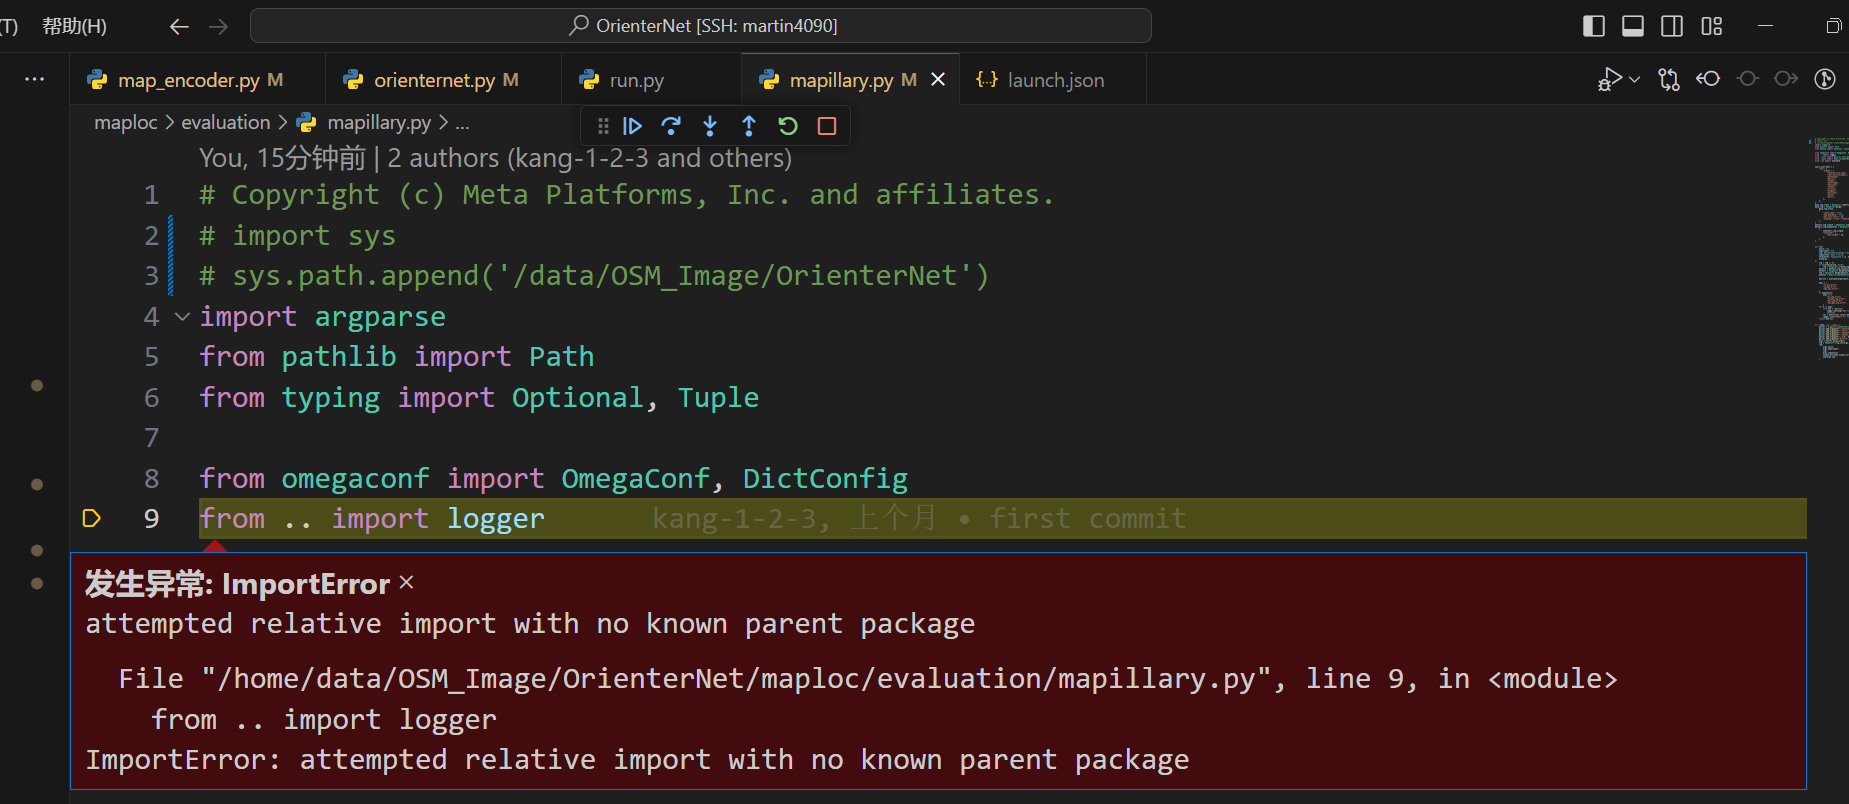 (T) 帮助(H) OrienterNet [SSH: martin4090]
map_encoder.py M orienternet.py M run.py mapillary.py M launch.json
maploc > evaluation > mapillary.py > ...
You, 15分钟前 | 2 authors (kang-1-2-3 and others)
1 # Copyright (c) Meta Platforms, Inc. and affiliates.
2 # import sys
3 # sys.path.append('/data/OSM_Image/OrienterNet')
4 import argparse
5 from pathlib import Path
6 from typing import Optional, Tuple
7
8 from omegaconf import OmegaConf, DictConfig
9 from .. import logger kang-1-2-3, 上个月 • first commit
发生异常: ImportError ×
attempted relative import with no known parent package
File "/home/data/OSM_Image/OrienterNet/maploc/evaluation/mapillary.py", line 9, in <module>
from .. import logger
ImportError: attempted relative import with no known parent package